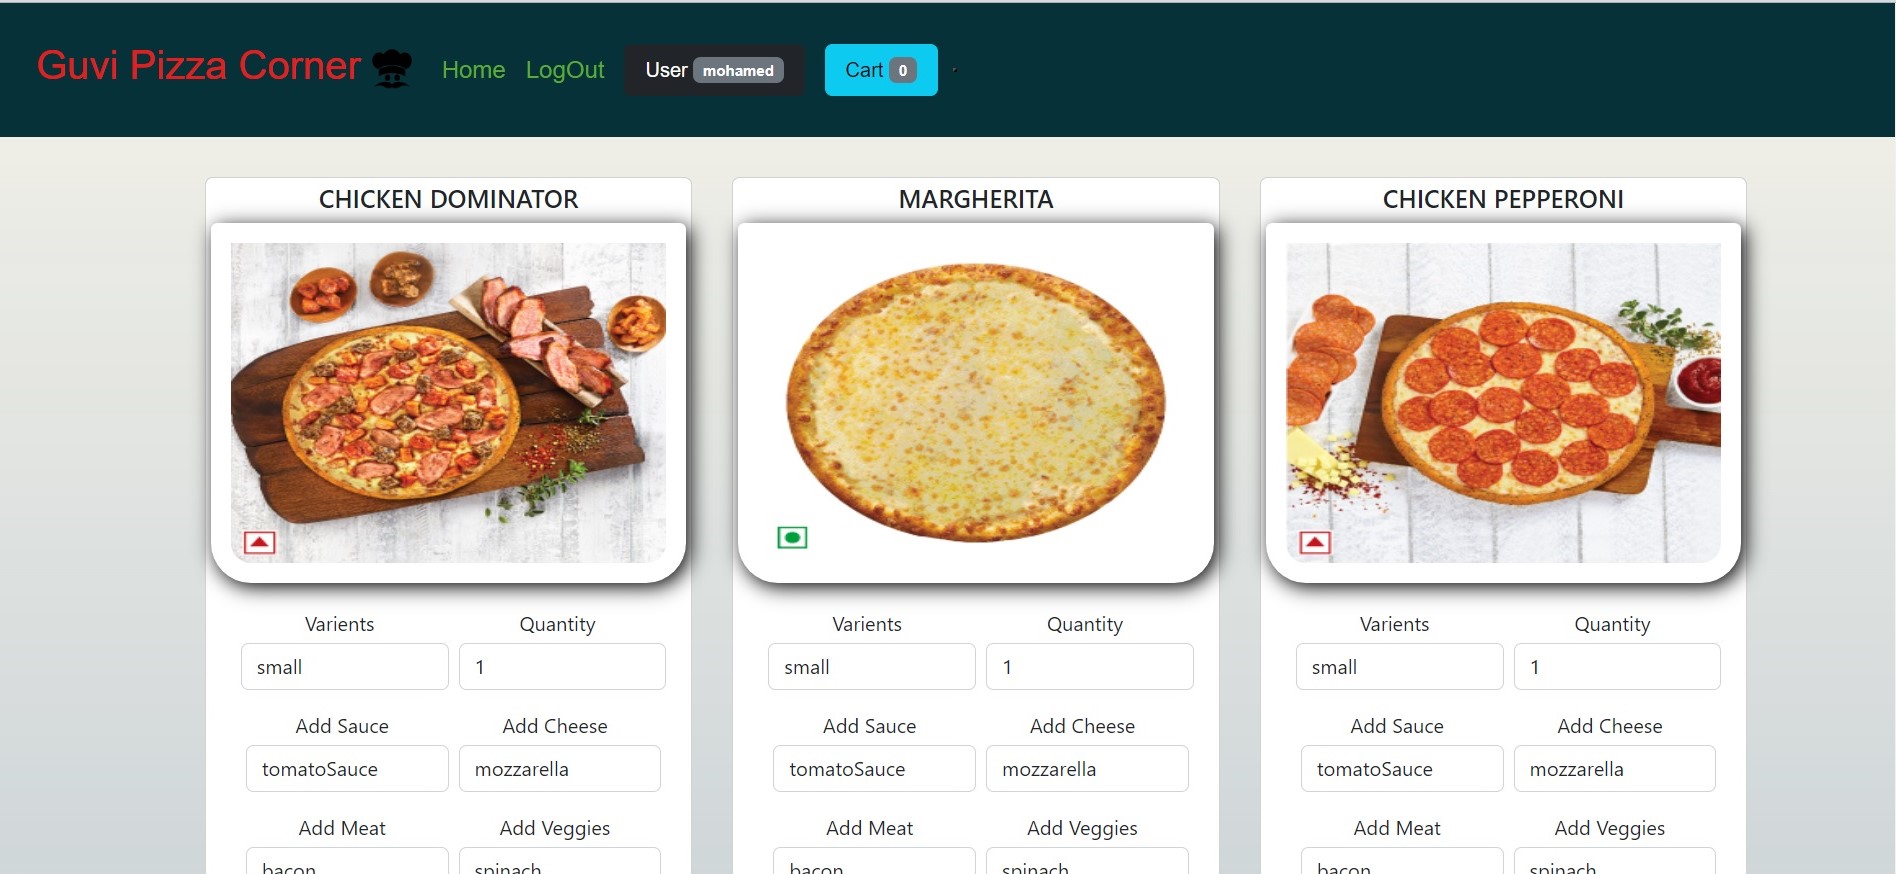 Guvi Pizza Corner Home LogOut User mohamed Cart 0
CHICKEN DOMINATOR
MARGHERITA
CHICKEN PEPPERONI
Varients Quantity
small 1
Add Sauce Add Cheese
tomatoSauce mozzarella
Add Meat Add Veggies
bacon spinach
Varients Quantity
small 1
Add Sauce Add Cheese
tomatoSauce mozzarella
Add Meat Add Veggies
bacon spinach
Varients Quantity
small 1
Add Sauce Add Cheese
tomatoSauce mozzarella
Add Meat Add Veggies
bacon spinach